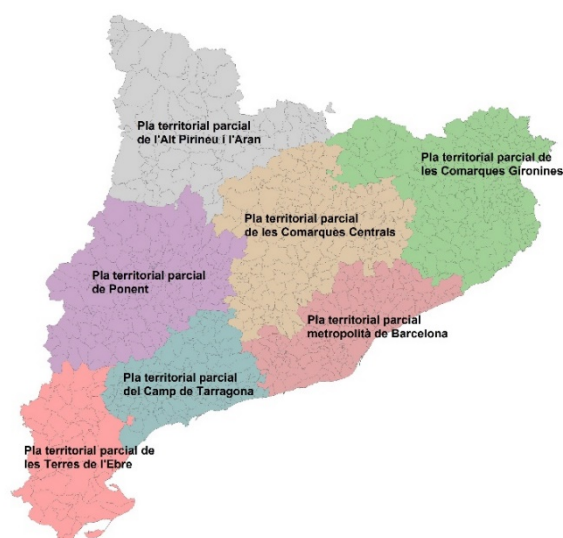 Pla territorial parcial
de l'Alt Pirineu i l'Aran
Pla territorial parcial de
les Comarques Gironines
Pla territorial parcial
de les Comarques Centrals
Pla territorial parcial
de Ponent
Pla territorial parcial
metropolità de Barcelona
Pla territorial parcial
del Camp de Tarragona
Pla territorial parcial de
les Terres de l'Ebre